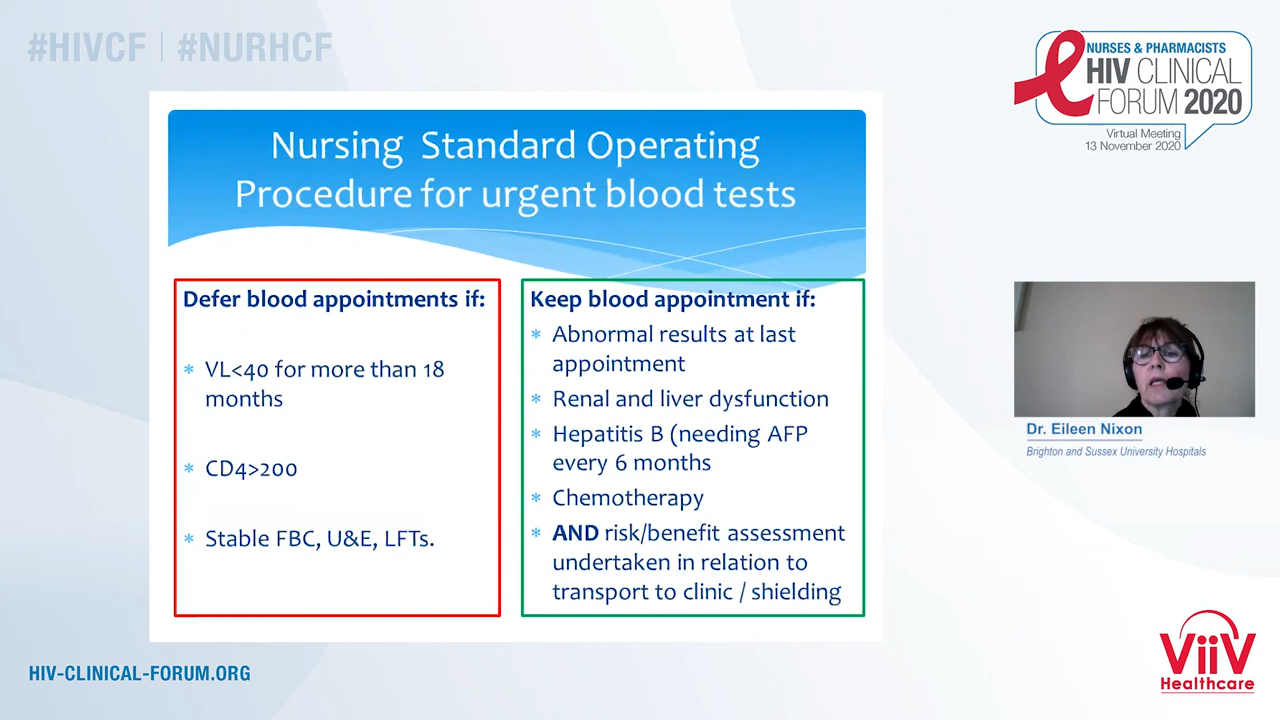 #HIVCF | #NURHCF
NURSES & PHARMACISTS
HIV CLINICAL
FORUM 2020
Virtual Meeting
13 November 2020
Nursing Standard Operating
Procedure for urgent blood tests
Defer blood appointments if:
* VL<40 for more than 18
months
* CD4>200
* Stable FBC, U&E, LFTs.
Keep blood appointment if:
* Abnormal results at last
appointment
* Renal and liver dysfunction
* Hepatitis B (needing AFP
every 6 months
* Chemotherapy
* AND risk/benefit assessment
undertaken in relation to
transport to clinic / shielding
Dr. Eileen Nixon
Brighton and Sussex University Hospitals
HIV-CLINICAL-FORUM.ORG
ViiV
Healthcare